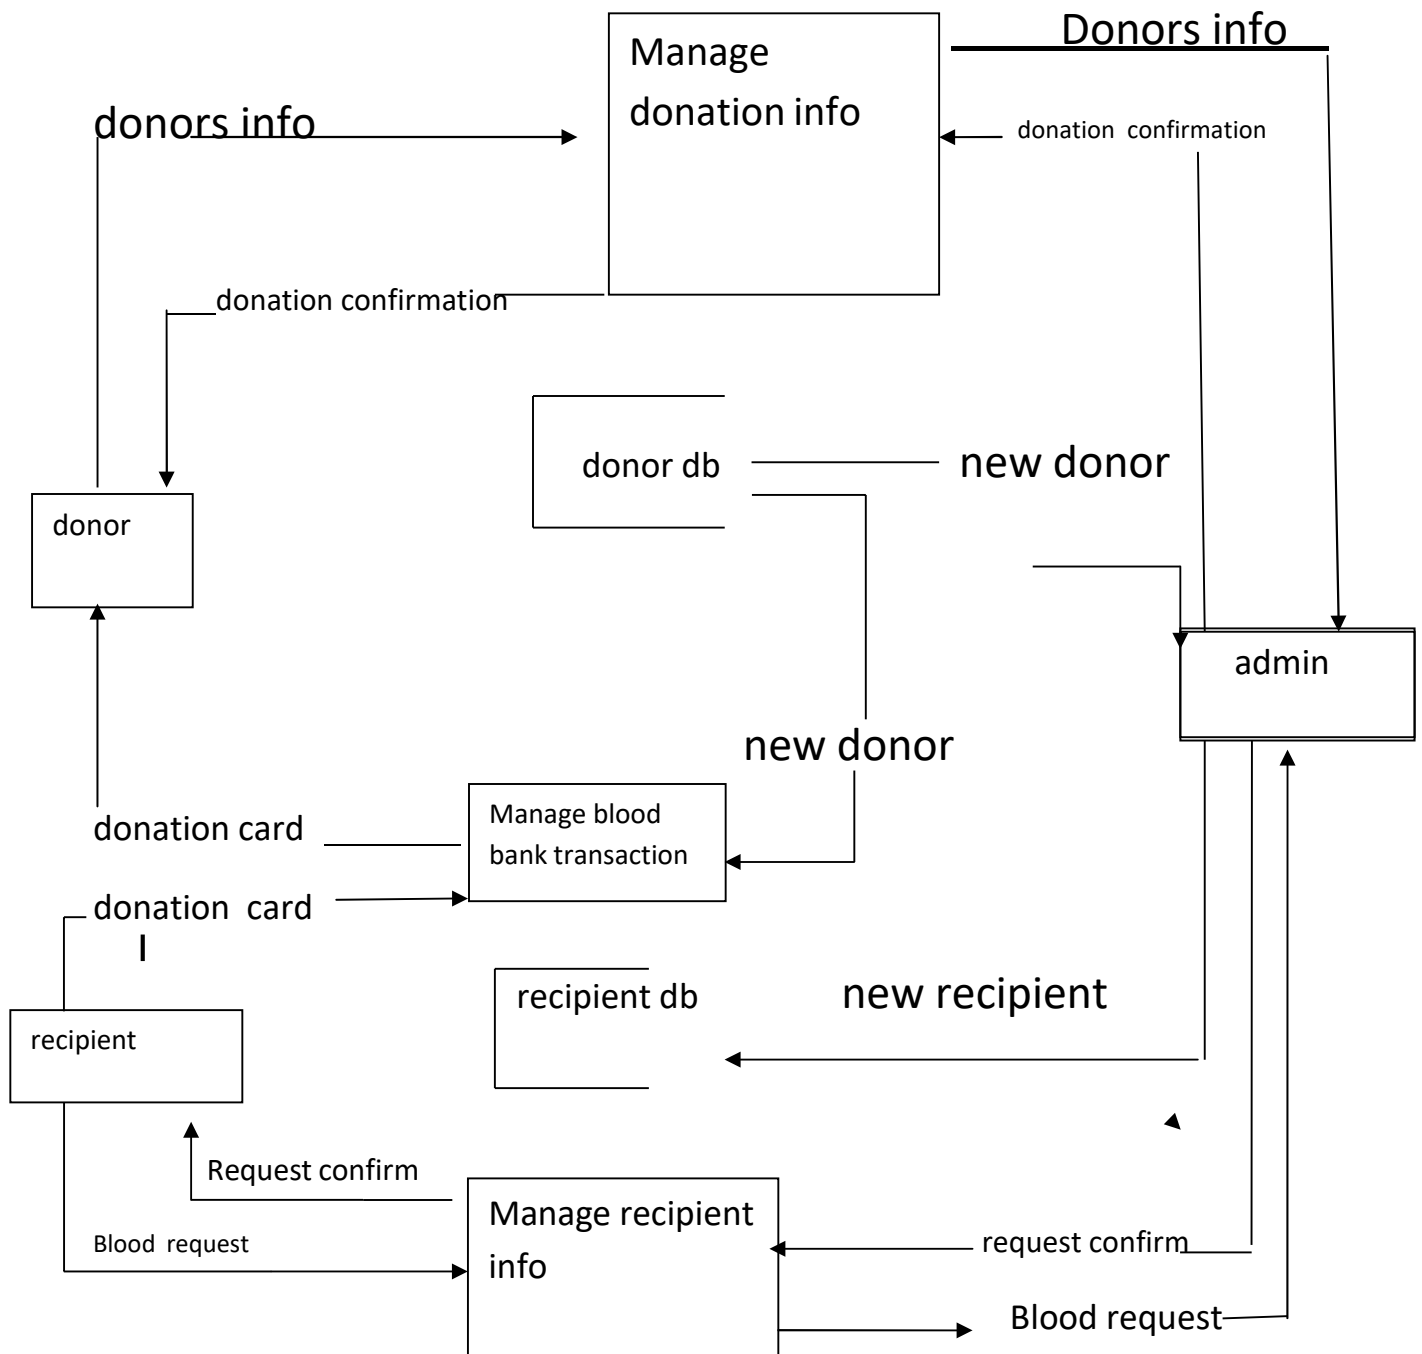 Donors info
Manage
donation info
donors info
donation confirmation
donation confirmation
donor db
new donor
donor
admin
new donor
Manage blood
bank transaction
donation card
donation card
recipient db
new recipient
recipient
Request confirm
Manage recipient
info
Blood request
request confirm
Blood request